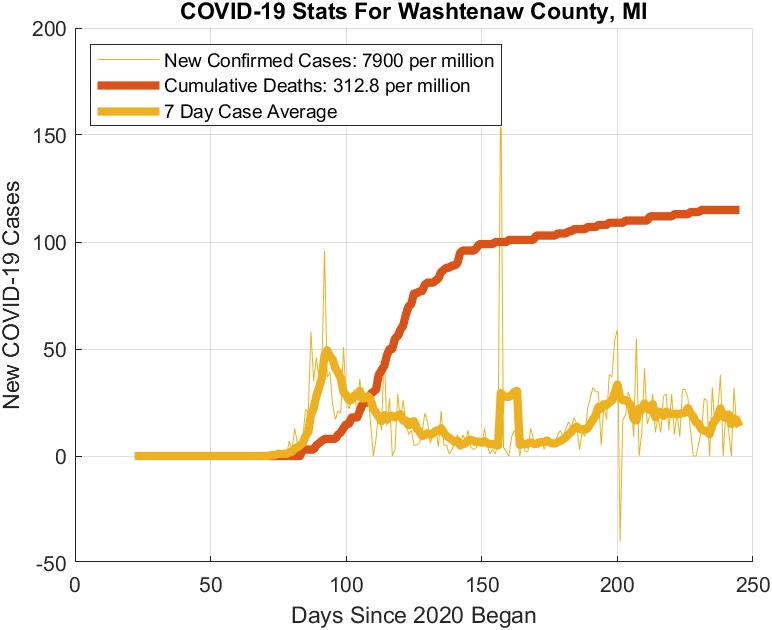 COVID-19 Stats For Washtenaw County, MI
200
150
100
50
0
-50
New COVID-19 Cases
New Confirmed Cases: 7900 per million
Cumulative Deaths: 312.8 per million
7 Day Case Average
0
50
100
150
200
250
Days Since 2020 Began